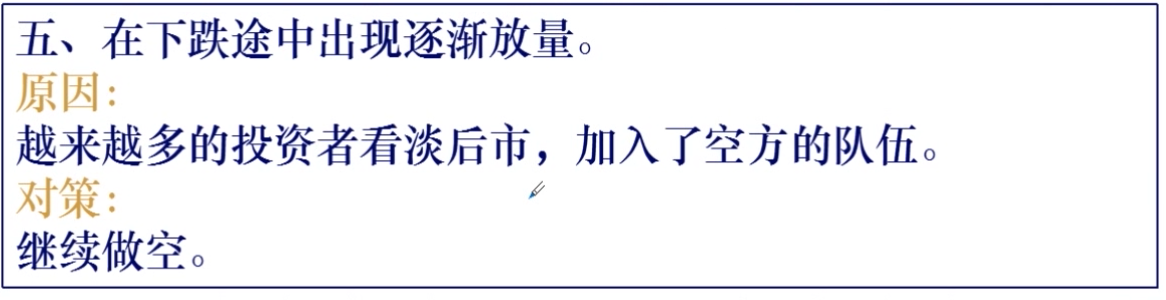 五、在下跌途中出现逐渐放量。
原因：
越来越多的投资者看淡后市，加入了空方的队伍。
对策：
继续做空。